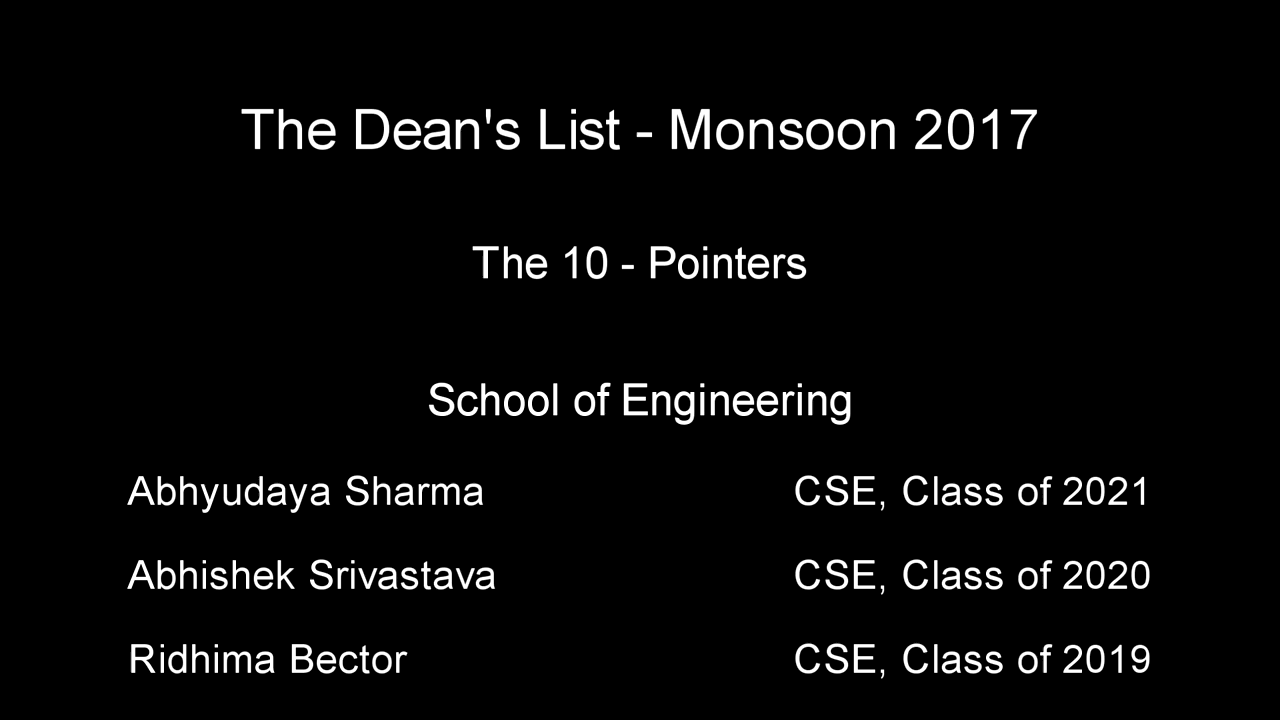 The Dean's List - Monsoon 2017
The 10 - Pointers
School of Engineering
Abhyudaya Sharma CSE, Class of 2021
Abhishek Srivastava CSE, Class of 2020
Ridhima Bector CSE, Class of 2019